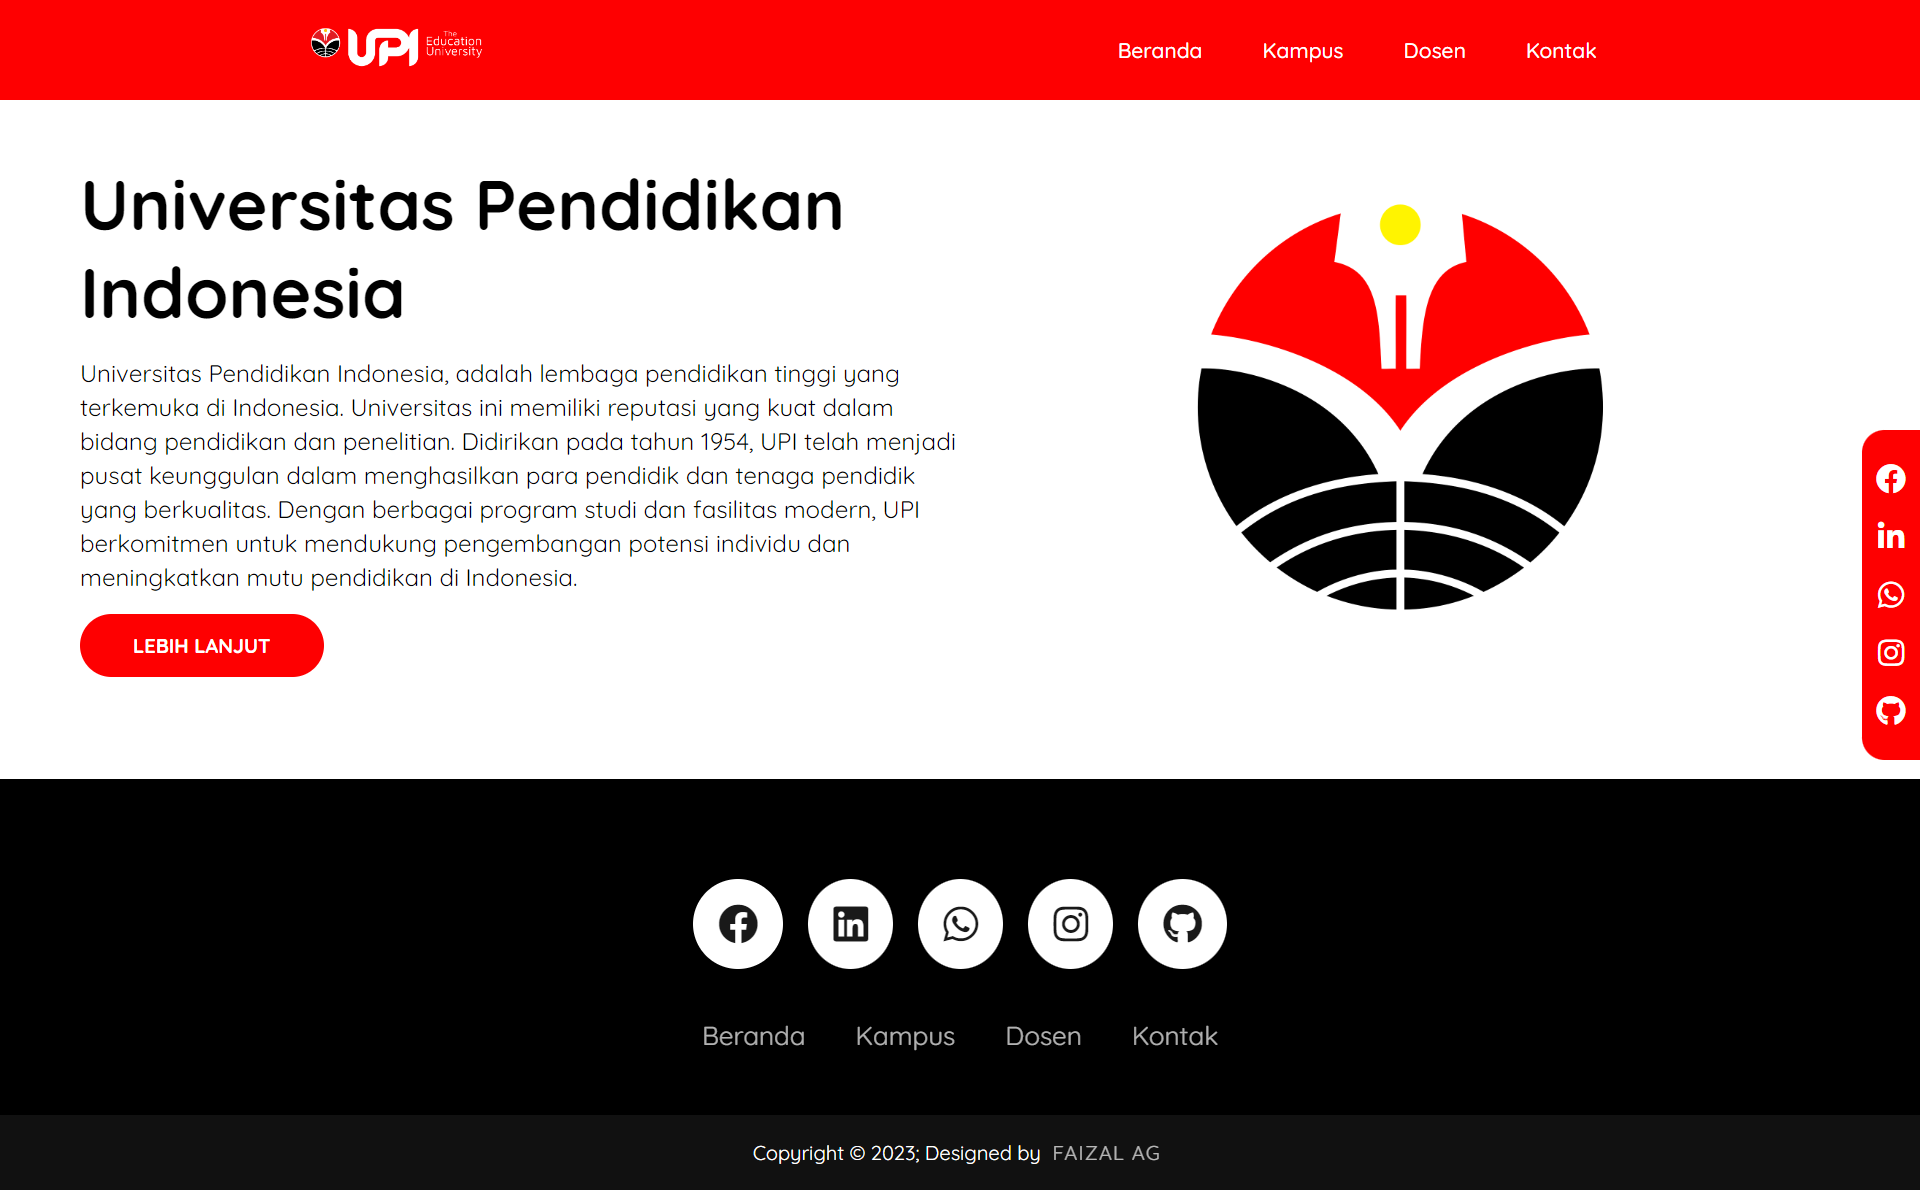 UPI
The
Education
University
Beranda Kampus Dosen Kontak
Universitas Pendidikan
Indonesia
Universitas Pendidikan Indonesia, adalah lembaga pendidikan tinggi yang
terkemuka di Indonesia. Universitas ini memiliki reputasi yang kuat dalam
bidang pendidikan dan penelitian. Didirikan pada tahun 1954, UPI telah menjadi
pusat keunggulan dalam menghasilkan para pendidik dan tenaga pendidik
yang berkualitas. Dengan berbagai program studi dan fasilitas modern, UPI
berkomitmen untuk mendukung pengembangan potensi individu dan
meningkatkan mutu pendidikan di Indonesia.
LEBIH LANJUT
Beranda Kampus Dosen Kontak
Copyright © 2023; Designed by FAIZAL AG